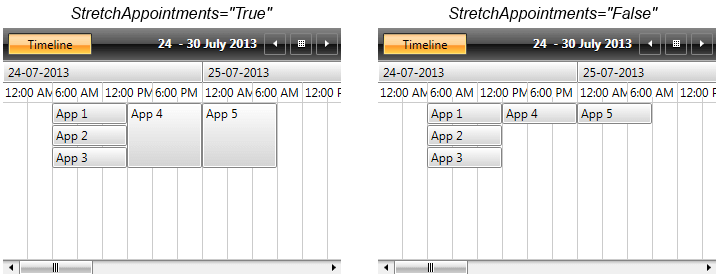 StretchAppointments="True"
Timeline 24 - 30 July 2013
24-07-2013 25-07-2013
12:00 AM 6:00 AM 12:00 PM 6:00 PM 12:00 AM 6:00 AM 12:00 P
App 1 App 4 App 5
App 2
App 3
StretchAppointments="False"
Timeline 24 - 30 July 2013
24-07-2013 25-07-2013
12:00 AM 6:00 AM 12:00 PM 6:00 PM 12:00 AM 6:00 AM 12:00 P
App 1 App 4 App 5
App 2
App 3